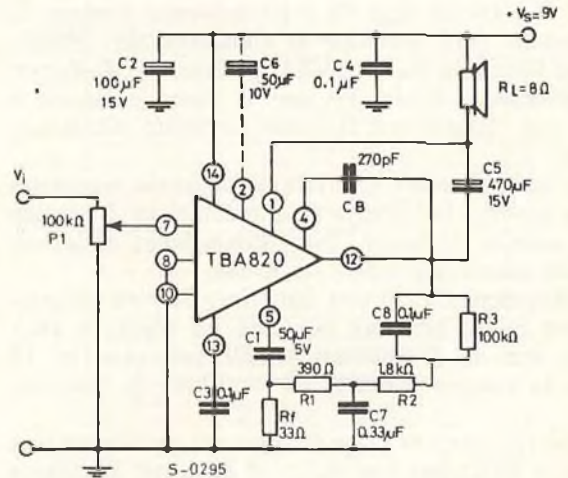 + Vs=9V
C2
100µF
15V
C6
50µF
10V
C4
0.1µF
RL=8Ω
270pF
CB
C5
470µF
15V
Vi
100kΩ
P1
14
2
1
4
7
8
10
TBA820
12
5
13
C1
50µF
5V
C8
0.1µF
R3
100kΩ
C3
0.1µF
390Ω
R1
1.8kΩ
R2
Rf
33Ω
C7
0.33µF
S-0295